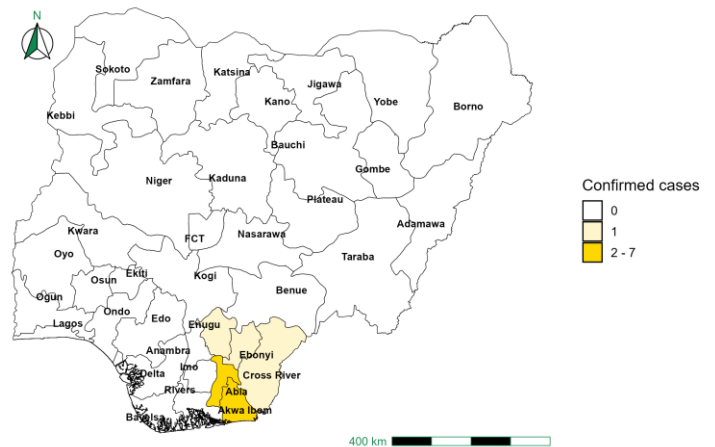 N
Sokoto
Katsina
Zamfara
Jigawa
Kano
Yobe
Borno
Kebbi
Bauchi
Gombe
Niger
Kaduna
Plateau
Adamawa
Kwara
FCT
Nasarawa
Oyo
Taraba
Osun
Ekiti
Kogi
Benue
Ogun
Ondo
Lagos
Edo
Enugu
Anambra
Ebonyi
Imo
Delta
Cross River
Rivers
Abia
Bayelsa
Akwa Ibom
Confirmed cases
0
1
2 - 7
400 km